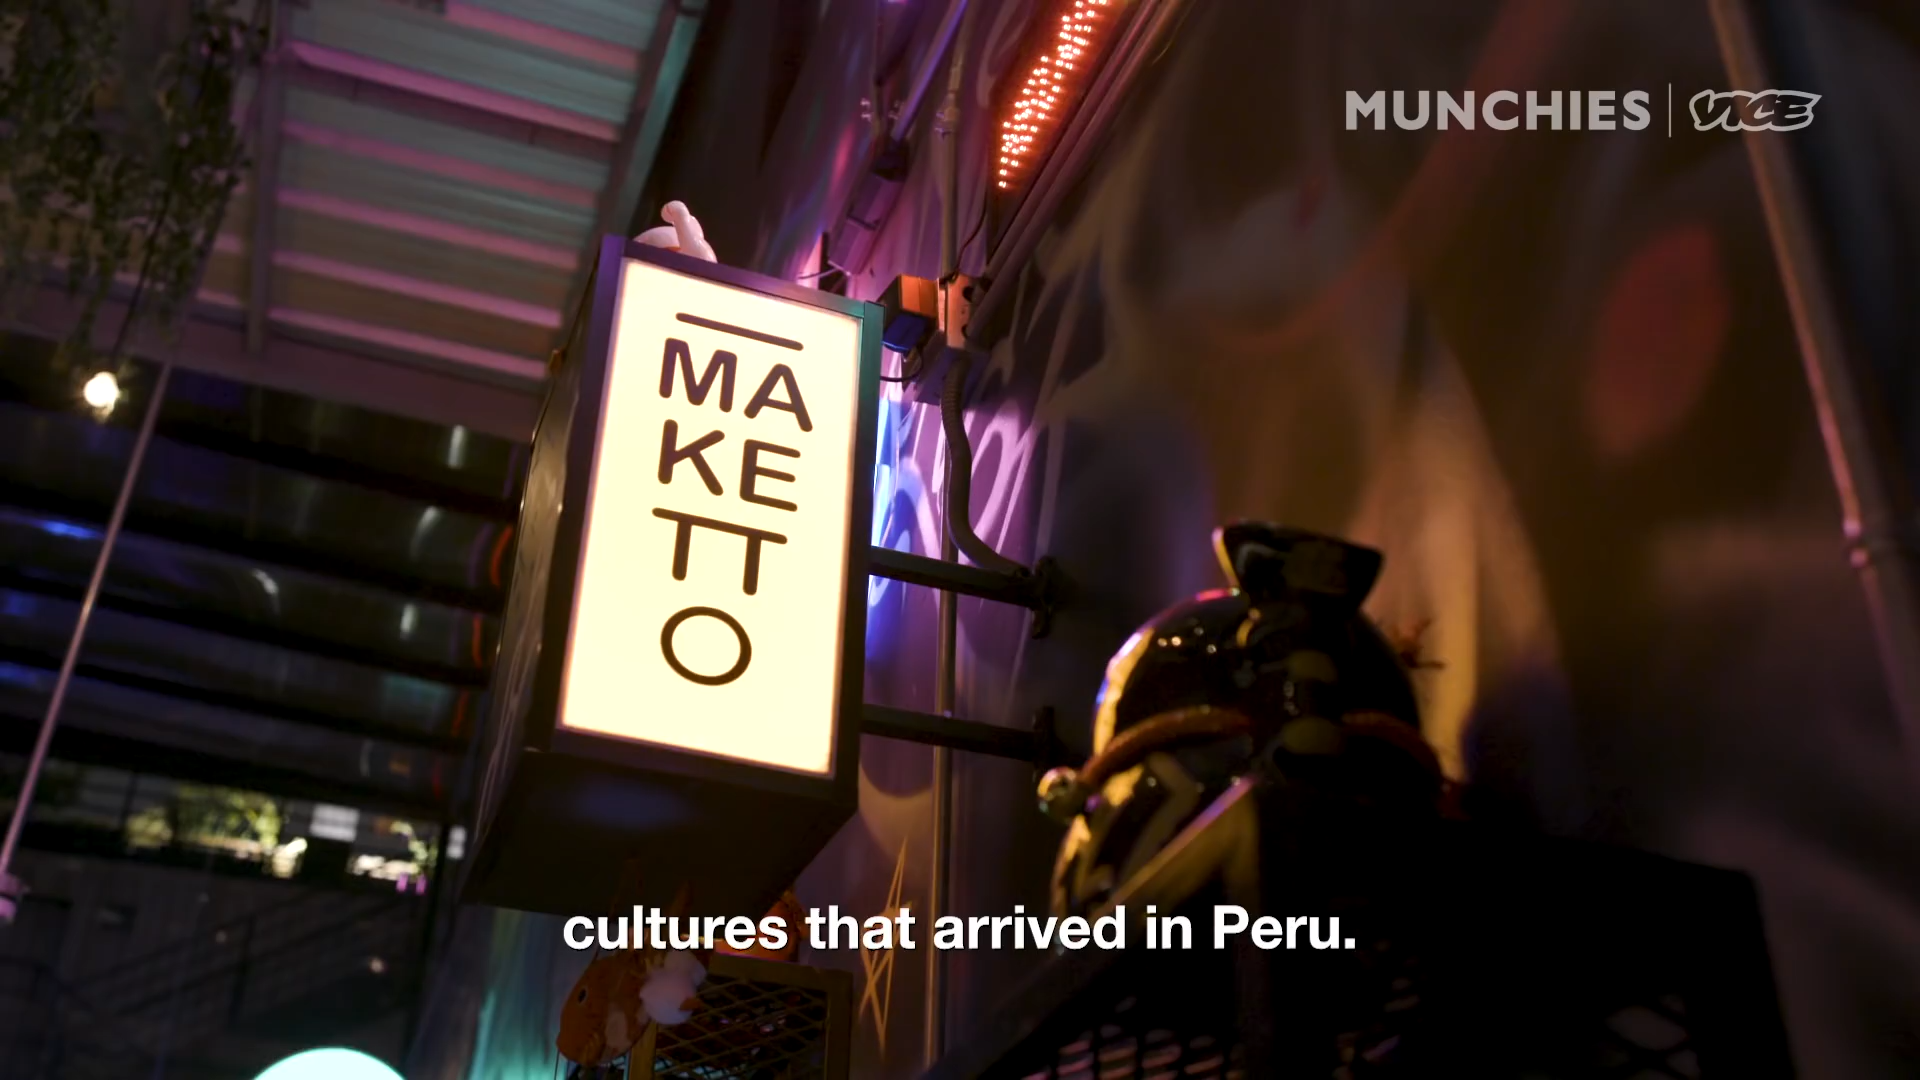 MUNCHIES | VICE
MA
KE
TT
O
cultures that arrived in Peru.